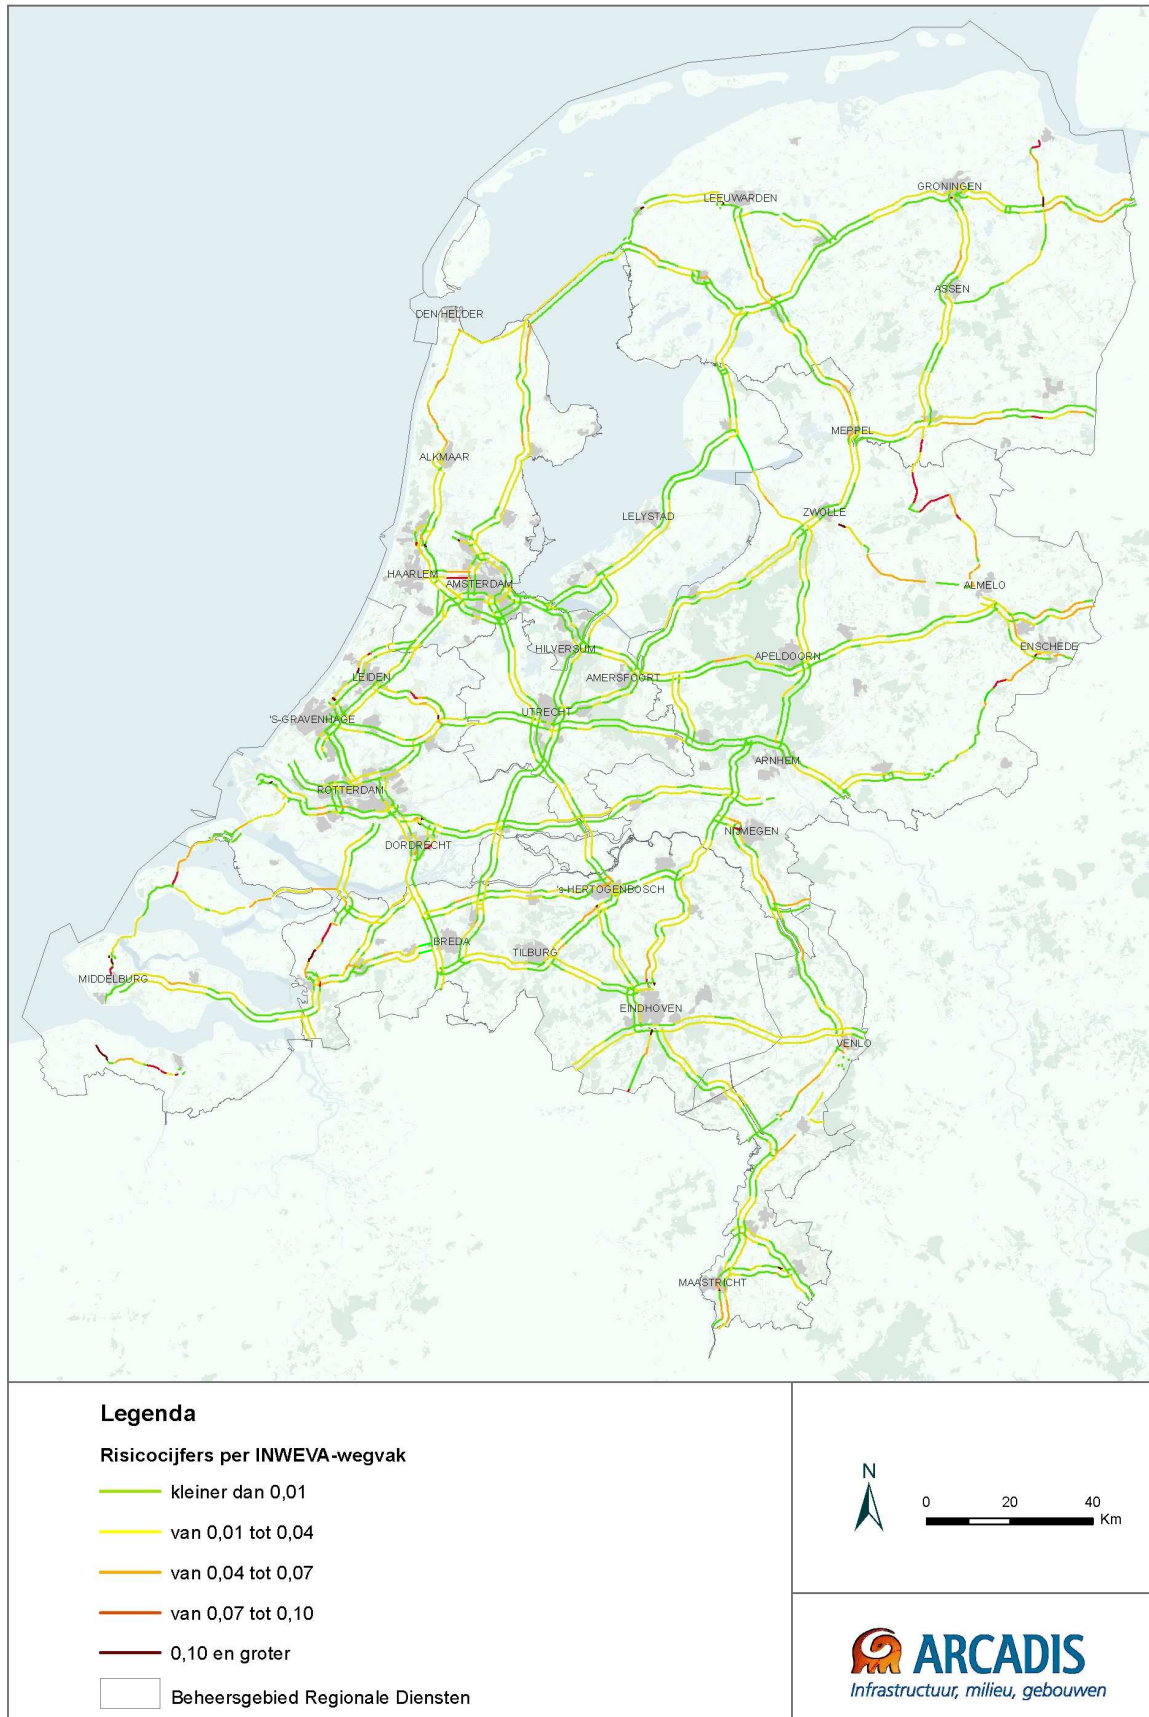 GRONINGEN
LEEUWARDEN
ASSEN
DEN HELDER
MEPPEL
ALKMAAR
ZWOLLE
LELYSTAD
HAARLEM
AMSTERDAM
ALMELO
HILVERSUM
ENSCHEDE
APELDOORN
LEIDEN
AMERSFOORT
'S-GRAVENHAGE
UTRECHT
ARNHEM
ROTTERDAM
NIJMEGEN
DORDRECHT
's-HERTOGENBOSCH
BREDA
TILBURG
MIDDELBURG
EINDHOVEN
VENLO
MAASTRICHT
Legenda
Risicocijfers per INWEVA-wegvak
kleiner dan 0,01
van 0,01 tot 0,04
van 0,04 tot 0,07
van 0,07 tot 0,10
0,10 en groter
Beheersgebied Regionale Diensten
N
0 20 40
Km
ARCADIS
Infrastructuur, milieu, gebouwen